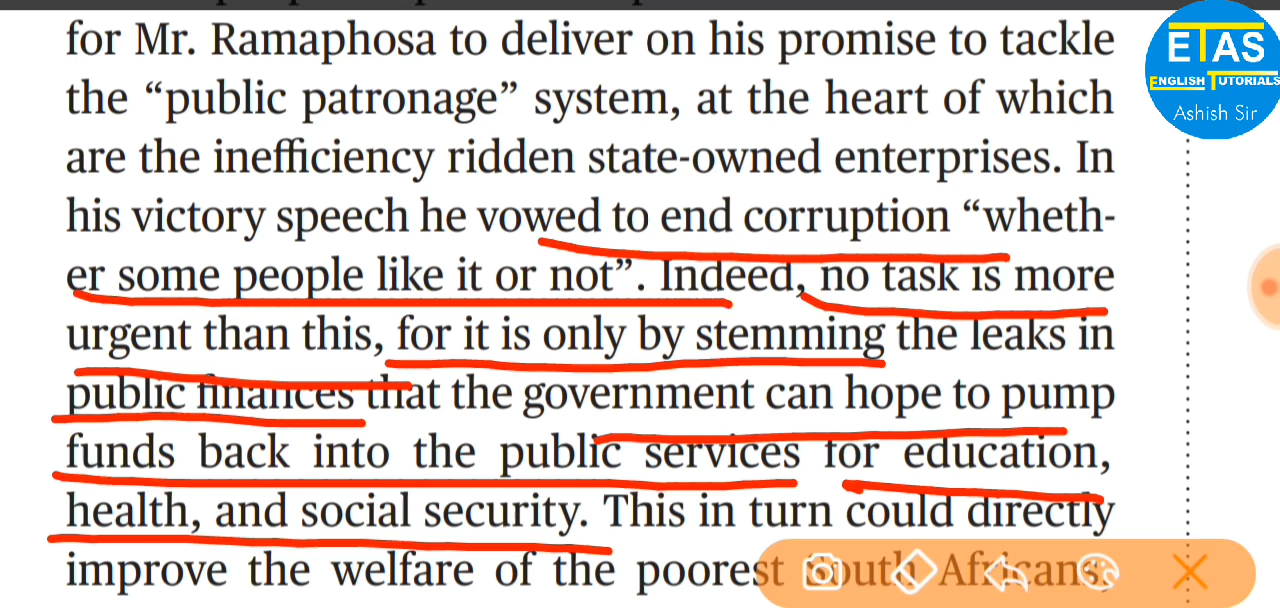 for Mr. Ramaphosa to deliver on his promise to tackle
the “public patronage” system, at the heart of which
are the inefficiency ridden state-owned enterprises. In
his victory speech he vowed to end corruption “wheth-
er some people like it or not”. Indeed, no task is more
urgent than this, for it is only by stemming the leaks in
public finances that the government can hope to pump
funds back into the public services for education,
health, and social security. This in turn could directly
improve the welfare of the poorest South Africans.
ETAS
ENGLISH TUTORIALS
Ashish Sir